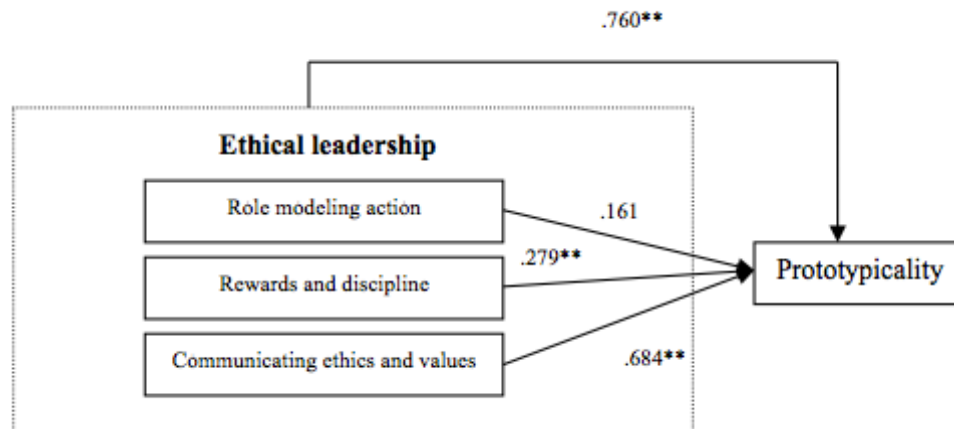 .760**
Ethical leadership
Role modeling action
.161
.279**
Rewards and discipline
Prototypicality
Communicating ethics and values
.684**